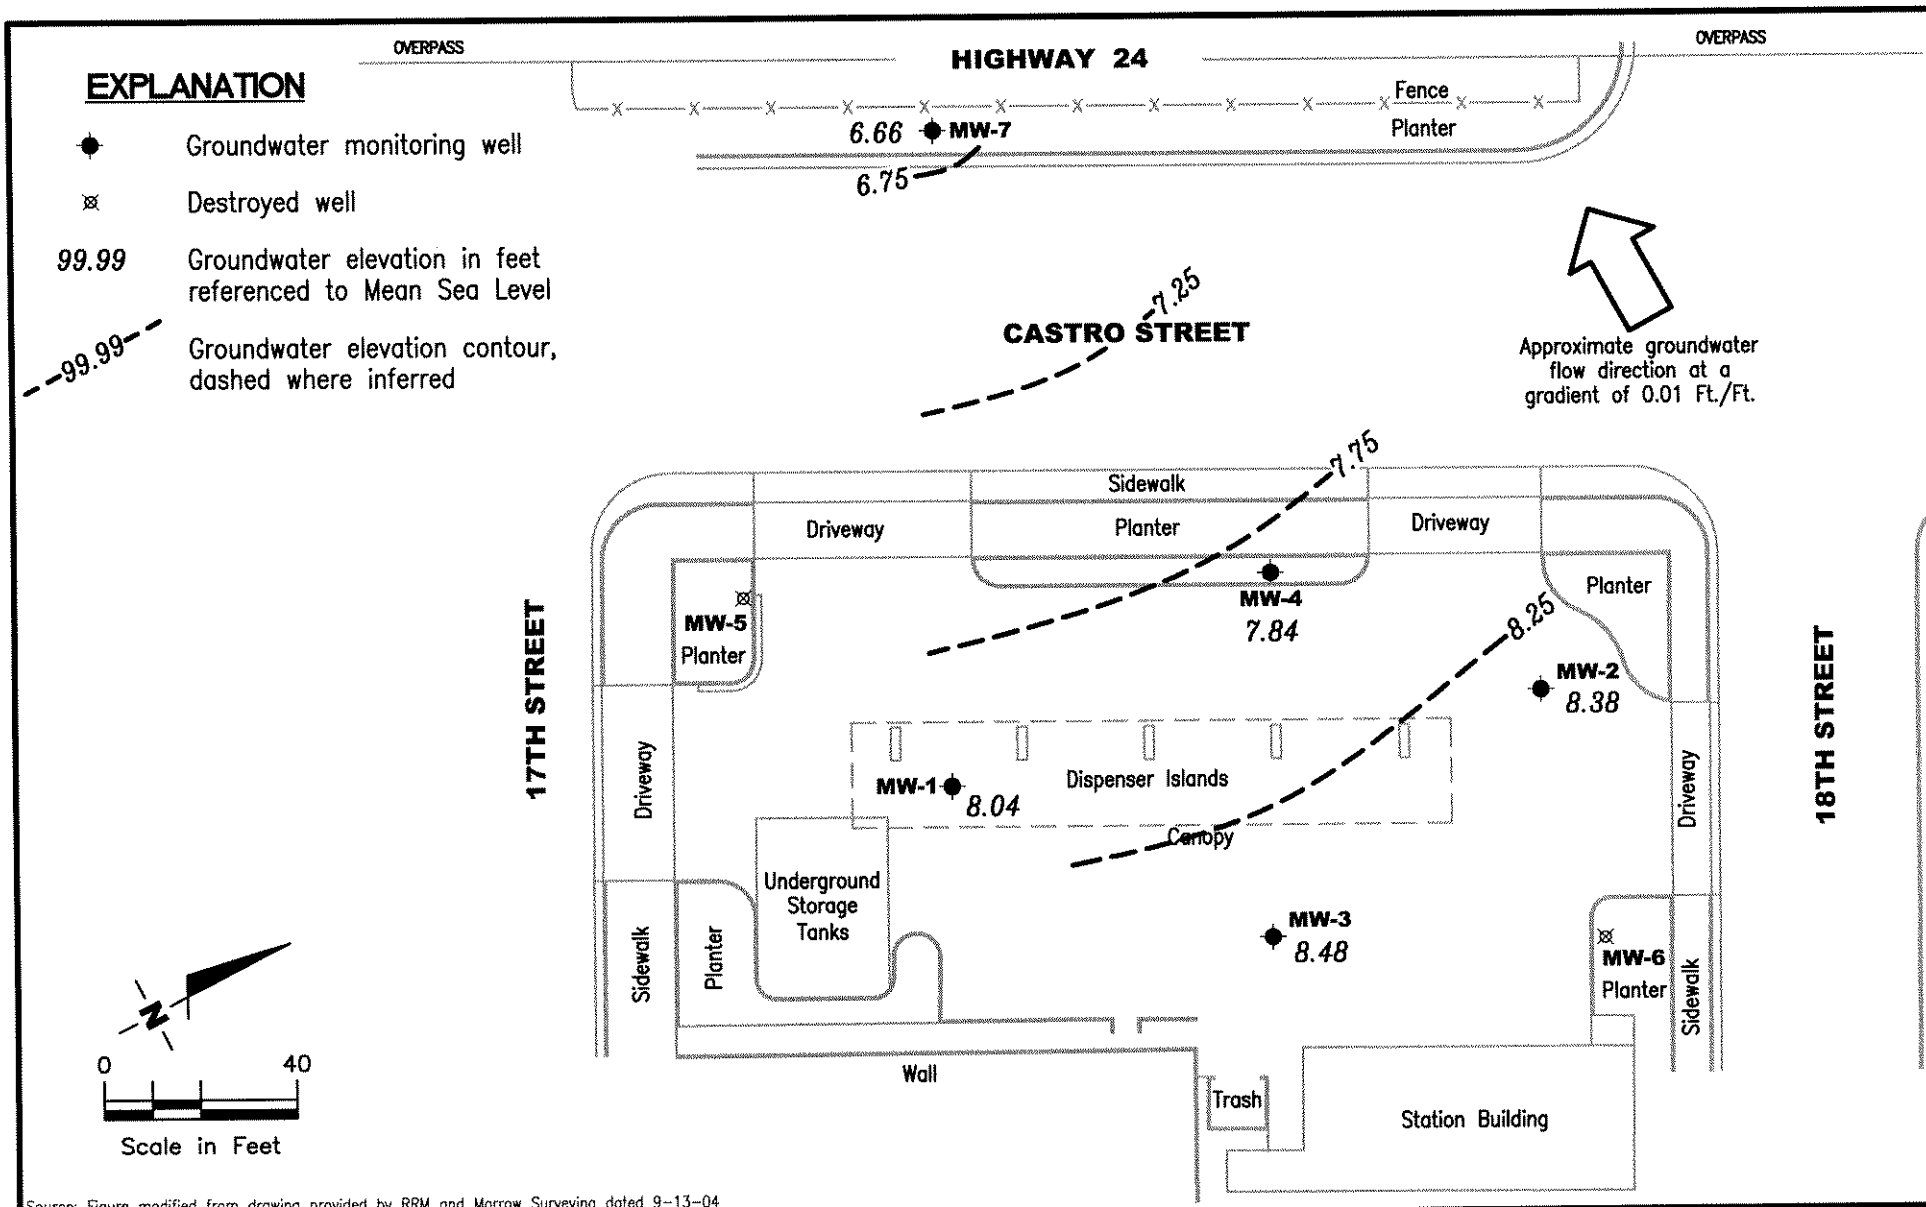 OVERPASS
HIGHWAY 24
OVERPASS
EXPLANATION
Fence
6.66 MW-7
Planter
Groundwater monitoring well
6.75
Destroyed well
99.99 Groundwater elevation in feet
referenced to Mean Sea Level
7.25
CASTRO STREET
99.99 Groundwater elevation contour,
dashed where inferred
Approximate groundwater
flow direction at a
gradient of 0.01 Ft./Ft.
7.75
Sidewalk
Driveway
Planter
Driveway
MW-4
7.84
Planter
8.25
MW-5
Planter
17TH STREET
18TH STREET
MW-2
8.38
Driveway
MW-1
8.04
Dispenser Islands
Canopy
Driveway
Underground
Storage
Tanks
MW-3
8.48
Sidewalk
Planter
MW-6
Planter
Sidewalk
N
0 40
Scale in Feet
Wall
Trash
Station Building
Source: Figure modified from drawing provided by RRM and Morrow Surveying dated 9-13-04